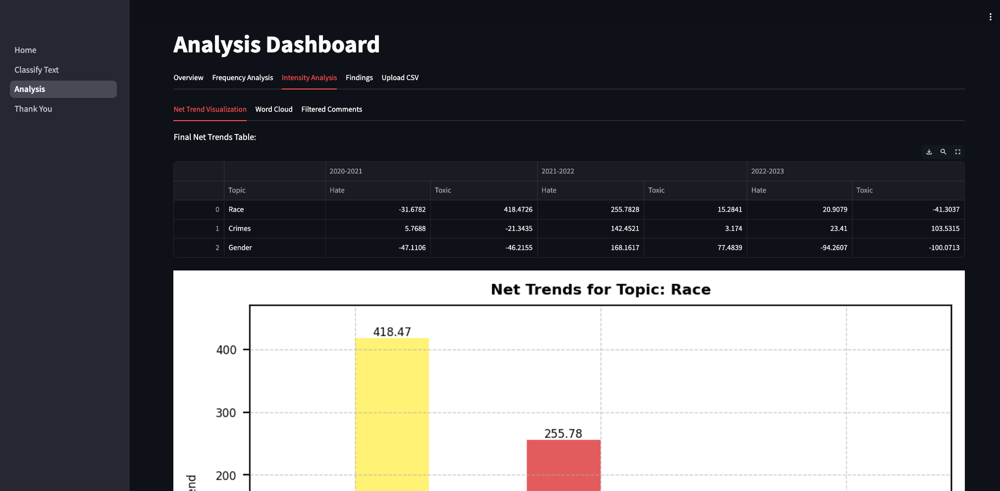 Home
Classify Text
Analysis
Thank You
Analysis Dashboard
Overview Frequency Analysis Intensity Analysis Findings Upload CSV
Net Trend Visualization Word Cloud Filtered Comments
Final Net Trends Table:
2020-2021 2021-2022 2022-2023
Topic Hate Toxic Hate Toxic Hate Toxic
0 Race -31.6782 418.4726 255.7828 15.2841 20.9079 -41.3037
1 Crimes 5.7688 -21.3435 142.4521 3.174 23.41 103.5315
2 Gender -47.1106 -46.2155 168.1617 77.4839 -94.2607 -100.0713
Net Trends for Topic: Race
418.47
400
300
255.78
200
end